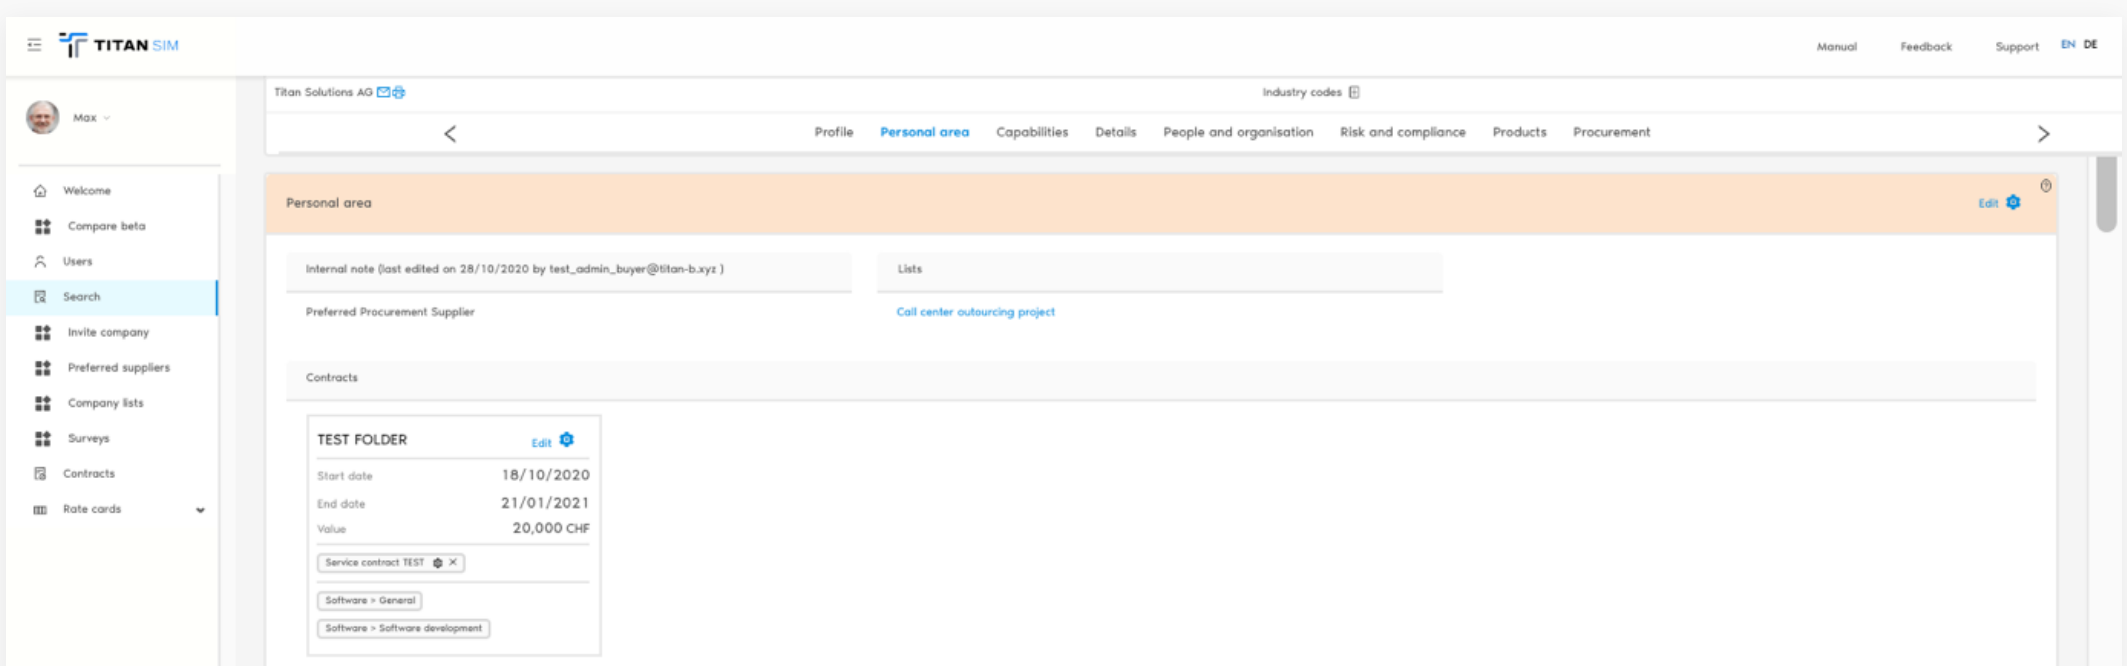 TITAN SIM
Manual Feedback Support EN DE
Max
Welcome
Compare beta
Users
Search
Invite company
Preferred suppliers
Company lists
Surveys
Contracts
Rate cards
Titan Solutions AG
Industry codes
Profile Personal area Capabilities Details People and organisation Risk and compliance Products Procurement
Personal area
Edit
Internal note (last edited on 28/10/2020 by test_admin_buyer@titan-b.xyz )
Lists
Preferred Procurement Supplier
Call center outourcing project
Contracts
TEST FOLDER Edit
Start date 18/10/2020
End date 21/01/2021
Value 20,000 CHF
Service contract TEST
Software > General
Software > Software development